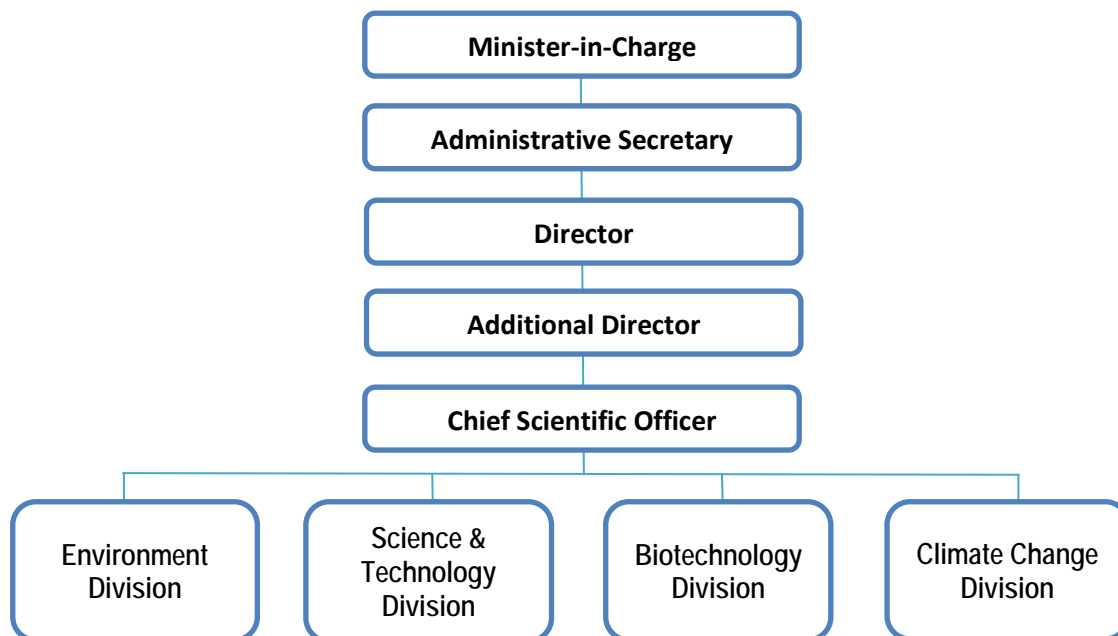 Minister-in-Charge
Administrative Secretary
Director
Additional Director
Chief Scientific Officer
Environment
Division
Science &
Technology
Division
Biotechnology
Division
Climate Change
Division